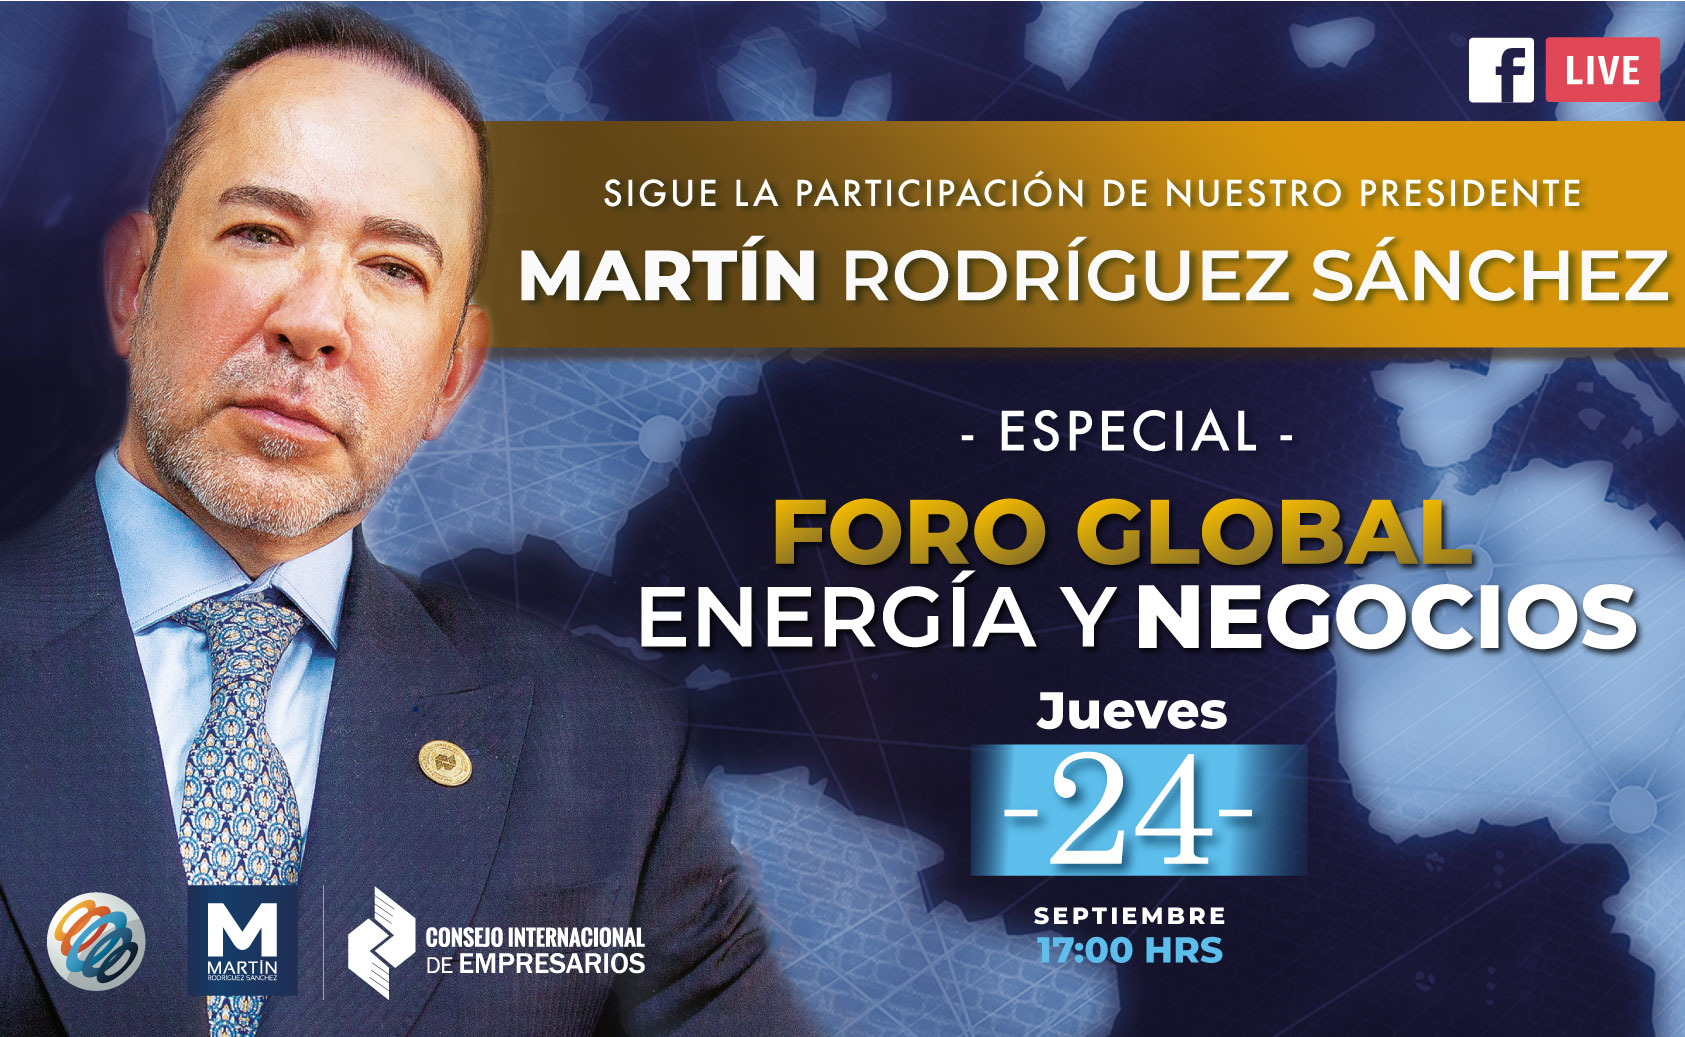 f LIVE
SIGUE LA PARTICIPACIÓN DE NUESTRO PRESIDENTE
MARTÍN RODRÍGUEZ SÁNCHEZ
- ESPECIAL -
FORO GLOBAL
ENERGÍA Y NEGOCIOS
Jueves
-24-
SEPTIEMBRE
17:00 HRS
M
MARTÍN
RODRÍGUEZ SÁNCHEZ
CONSEJO INTERNACIONAL
DE EMPRESARIOS